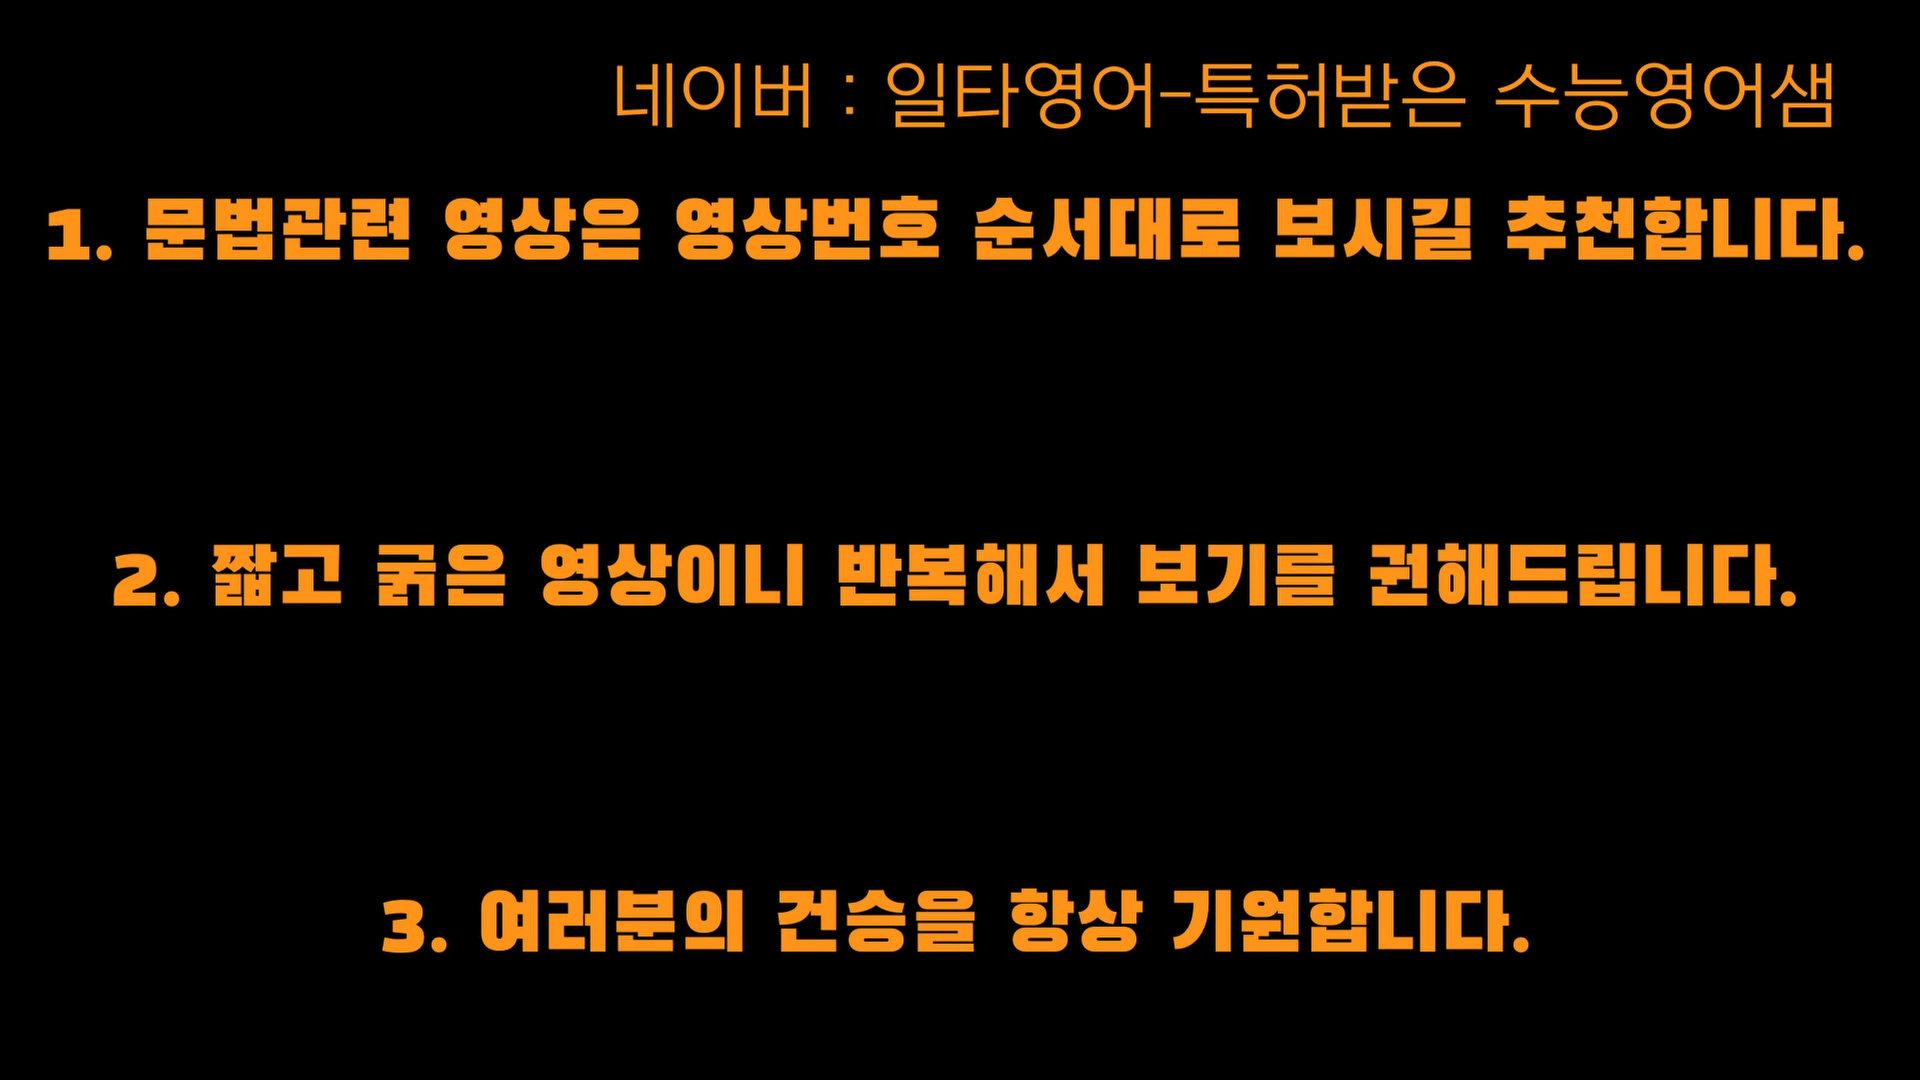 네이버 : 일타영어-특허받은 수능영어샘
1. 문법관련 영상은 영상번호 순서대로 보시길 추천합니다.
2. 짧고 굵은 영상이니 반복해서 보기를 권해드립니다.
3. 여러분의 건승을 항상 기원합니다.